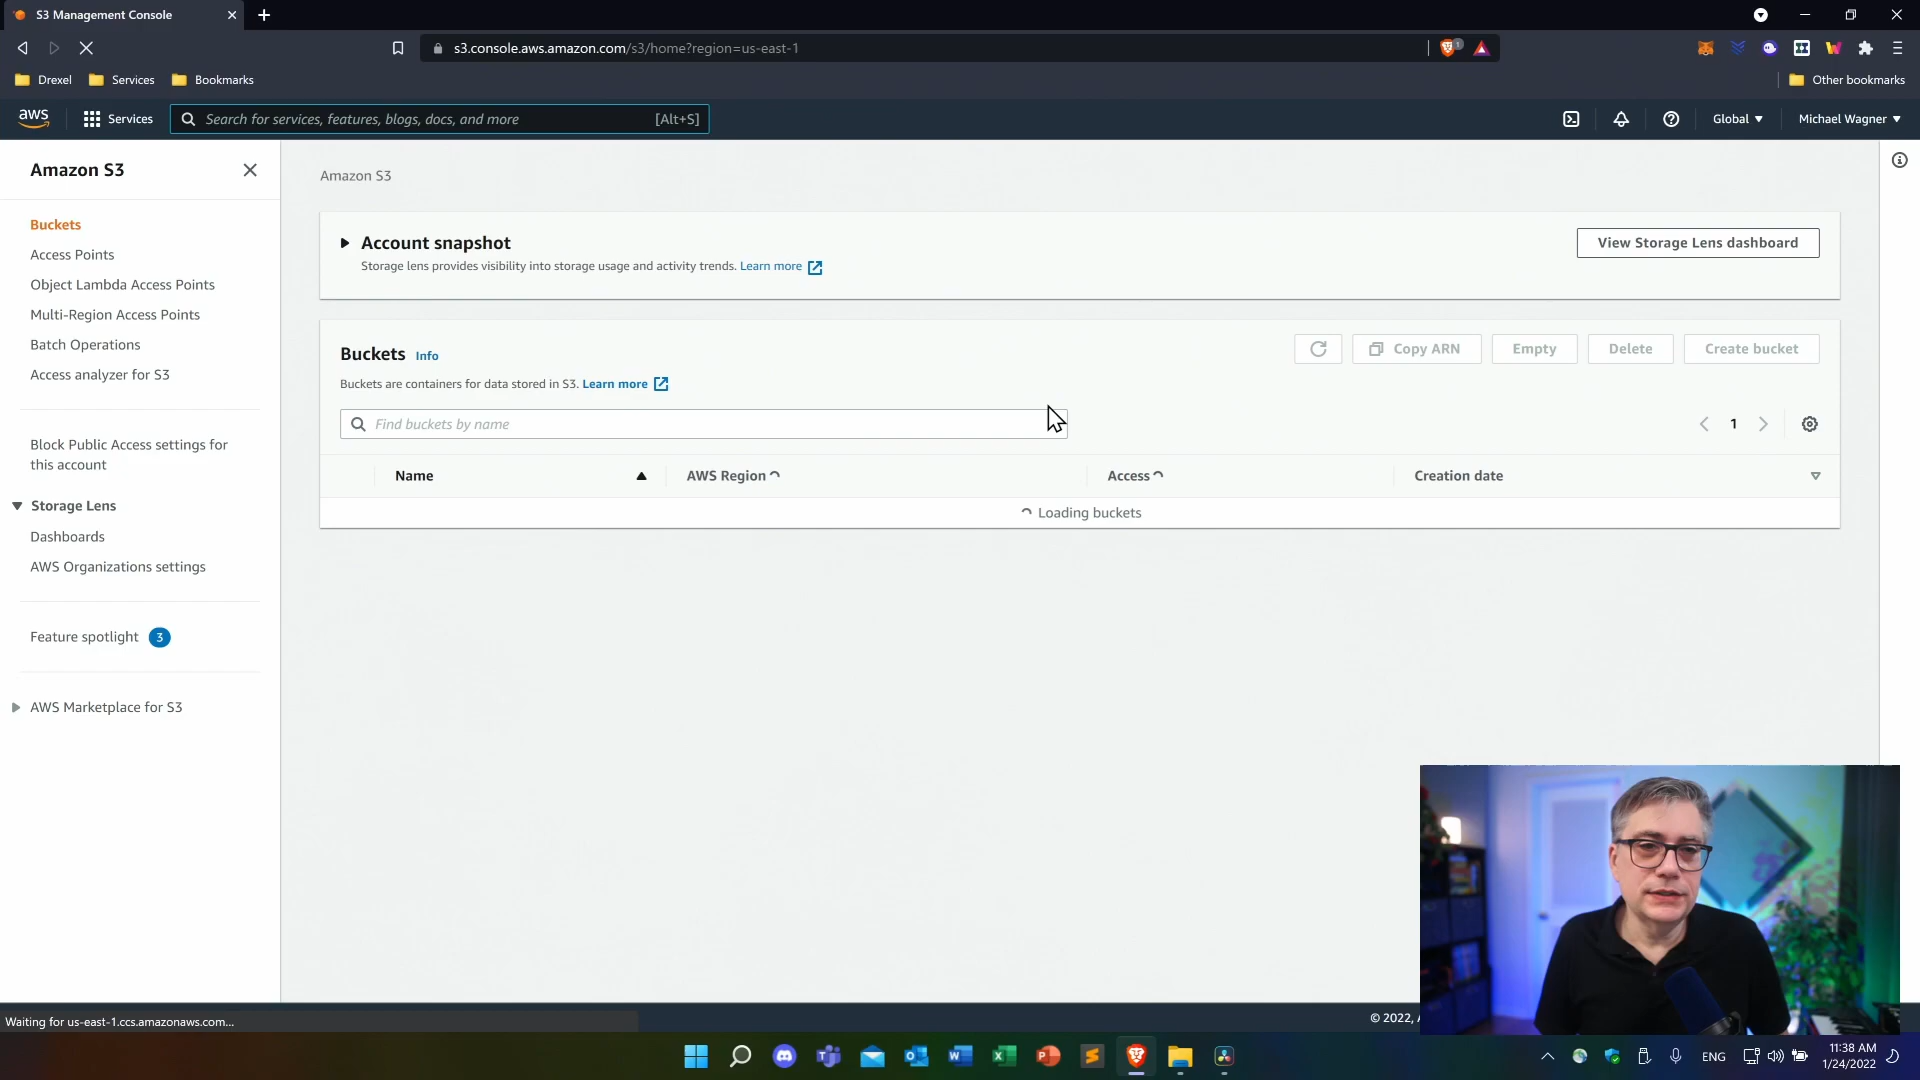 S3 Management Console
s3.console.aws.amazon.com/s3/home?region=us-east-1
1
Drexel
Services
Bookmarks
Other bookmarks
aws
Services
Search for services, features, blogs, docs, and more
[Alt+S]
Global
Michael Wagner
Amazon S3
Buckets
Access Points
Object Lambda Access Points
Multi-Region Access Points
Batch Operations
Access analyzer for S3
Block Public Access settings for
this account
Storage Lens
Dashboards
AWS Organizations settings
Feature spotlight 3
AWS Marketplace for S3
Amazon S3
Account snapshot
View Storage Lens dashboard
Storage lens provides visibility into storage usage and activity trends. Learn more
Buckets Info
Copy ARN
Empty
Delete
Create bucket
Buckets are containers for data stored in S3. Learn more
Find buckets by name
1
Name
AWS Region
Access
Creation date
Loading buckets
Waiting for us-east-1.ccs.amazonaws.com...
© 2022, A
ENG
11:38 AM
1/24/2022